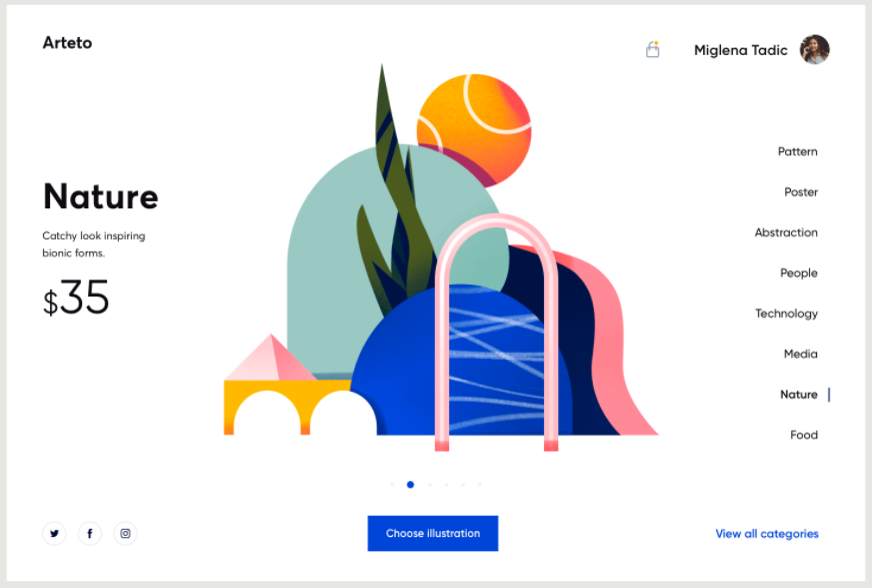 Arteto
Miglena Tadic
Nature
Catchy look inspiring
bionic forms.
$35
Pattern
Poster
Abstraction
People
Technology
Media
Nature
Food
Choose illustration
View all categories